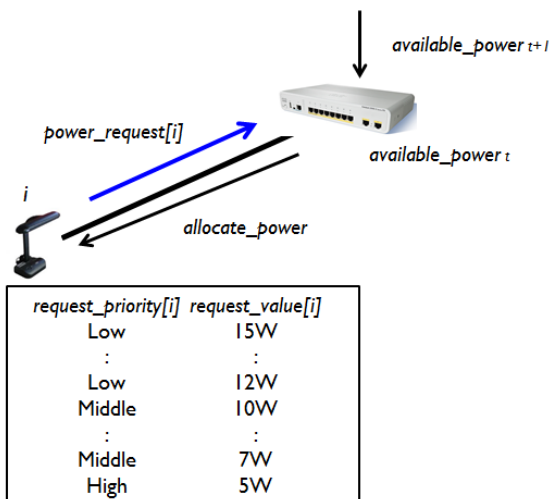 available_power t+1
power_request[i]
available_power t
i
allocate_power
request_priority[i] request_value[i]
Low 15W
: :
Low 12W
Middle 10W
: :
Middle 7W
High 5W